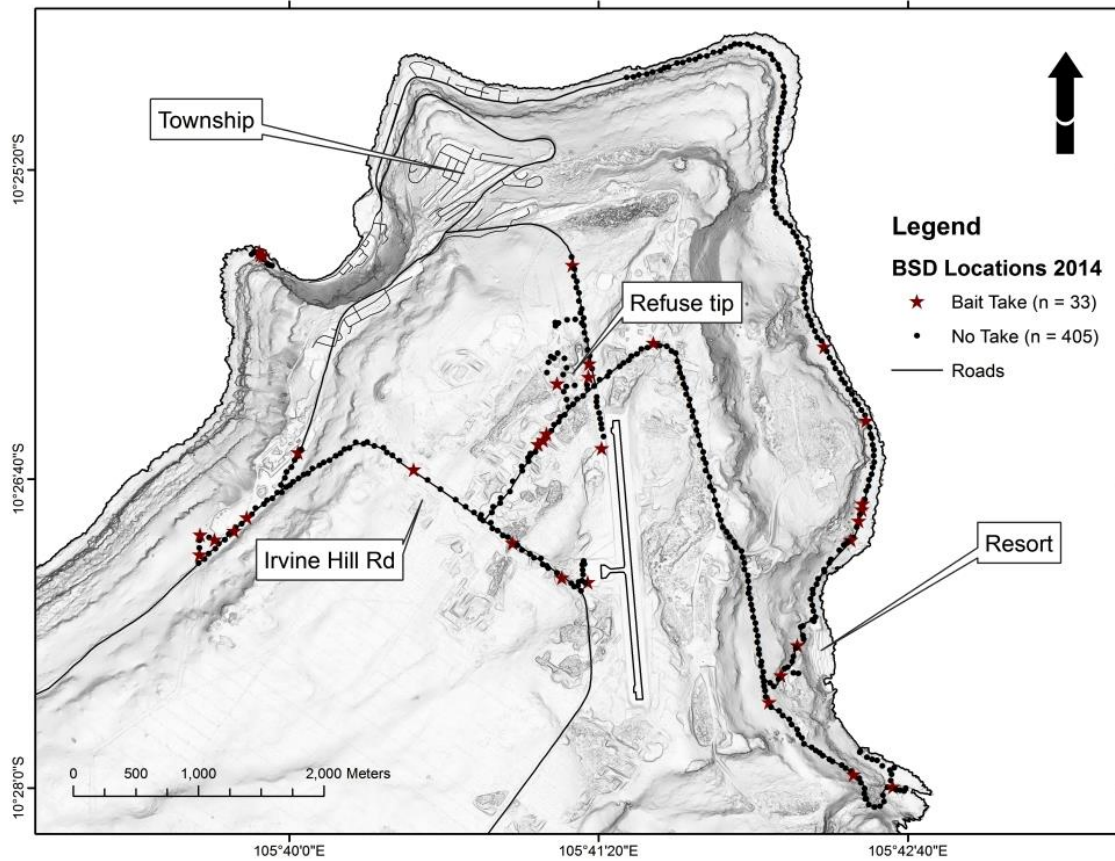 Township
10°25'20"S
Legend
BSD Locations 2014
Bait Take (n = 33)
No Take (n = 405)
Roads
Refuse tip
10°26'40"S
Irvine Hill Rd
Resort
0 500 1,000 2,000 Meters
10°28'0"S
105°40'0"E 105°41'20"E 105°42'40"E